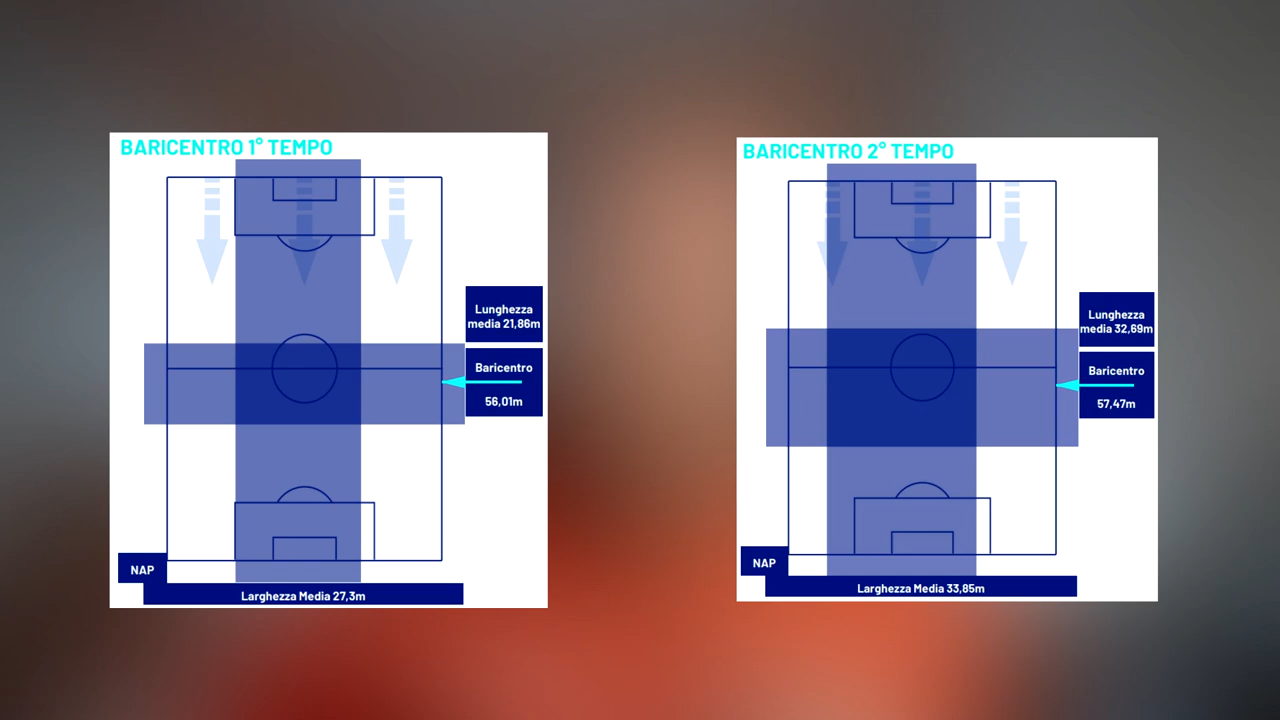 BARICENTRO 1° TEMPO
Lunghezza
media 21,86m
Baricentro
56,01m
NAP
Larghezza Media 27,3m
BARICENTRO 2° TEMPO
Lunghezza
media 32,69m
Baricentro
57,47m
NAP
Larghezza Media 33,85m